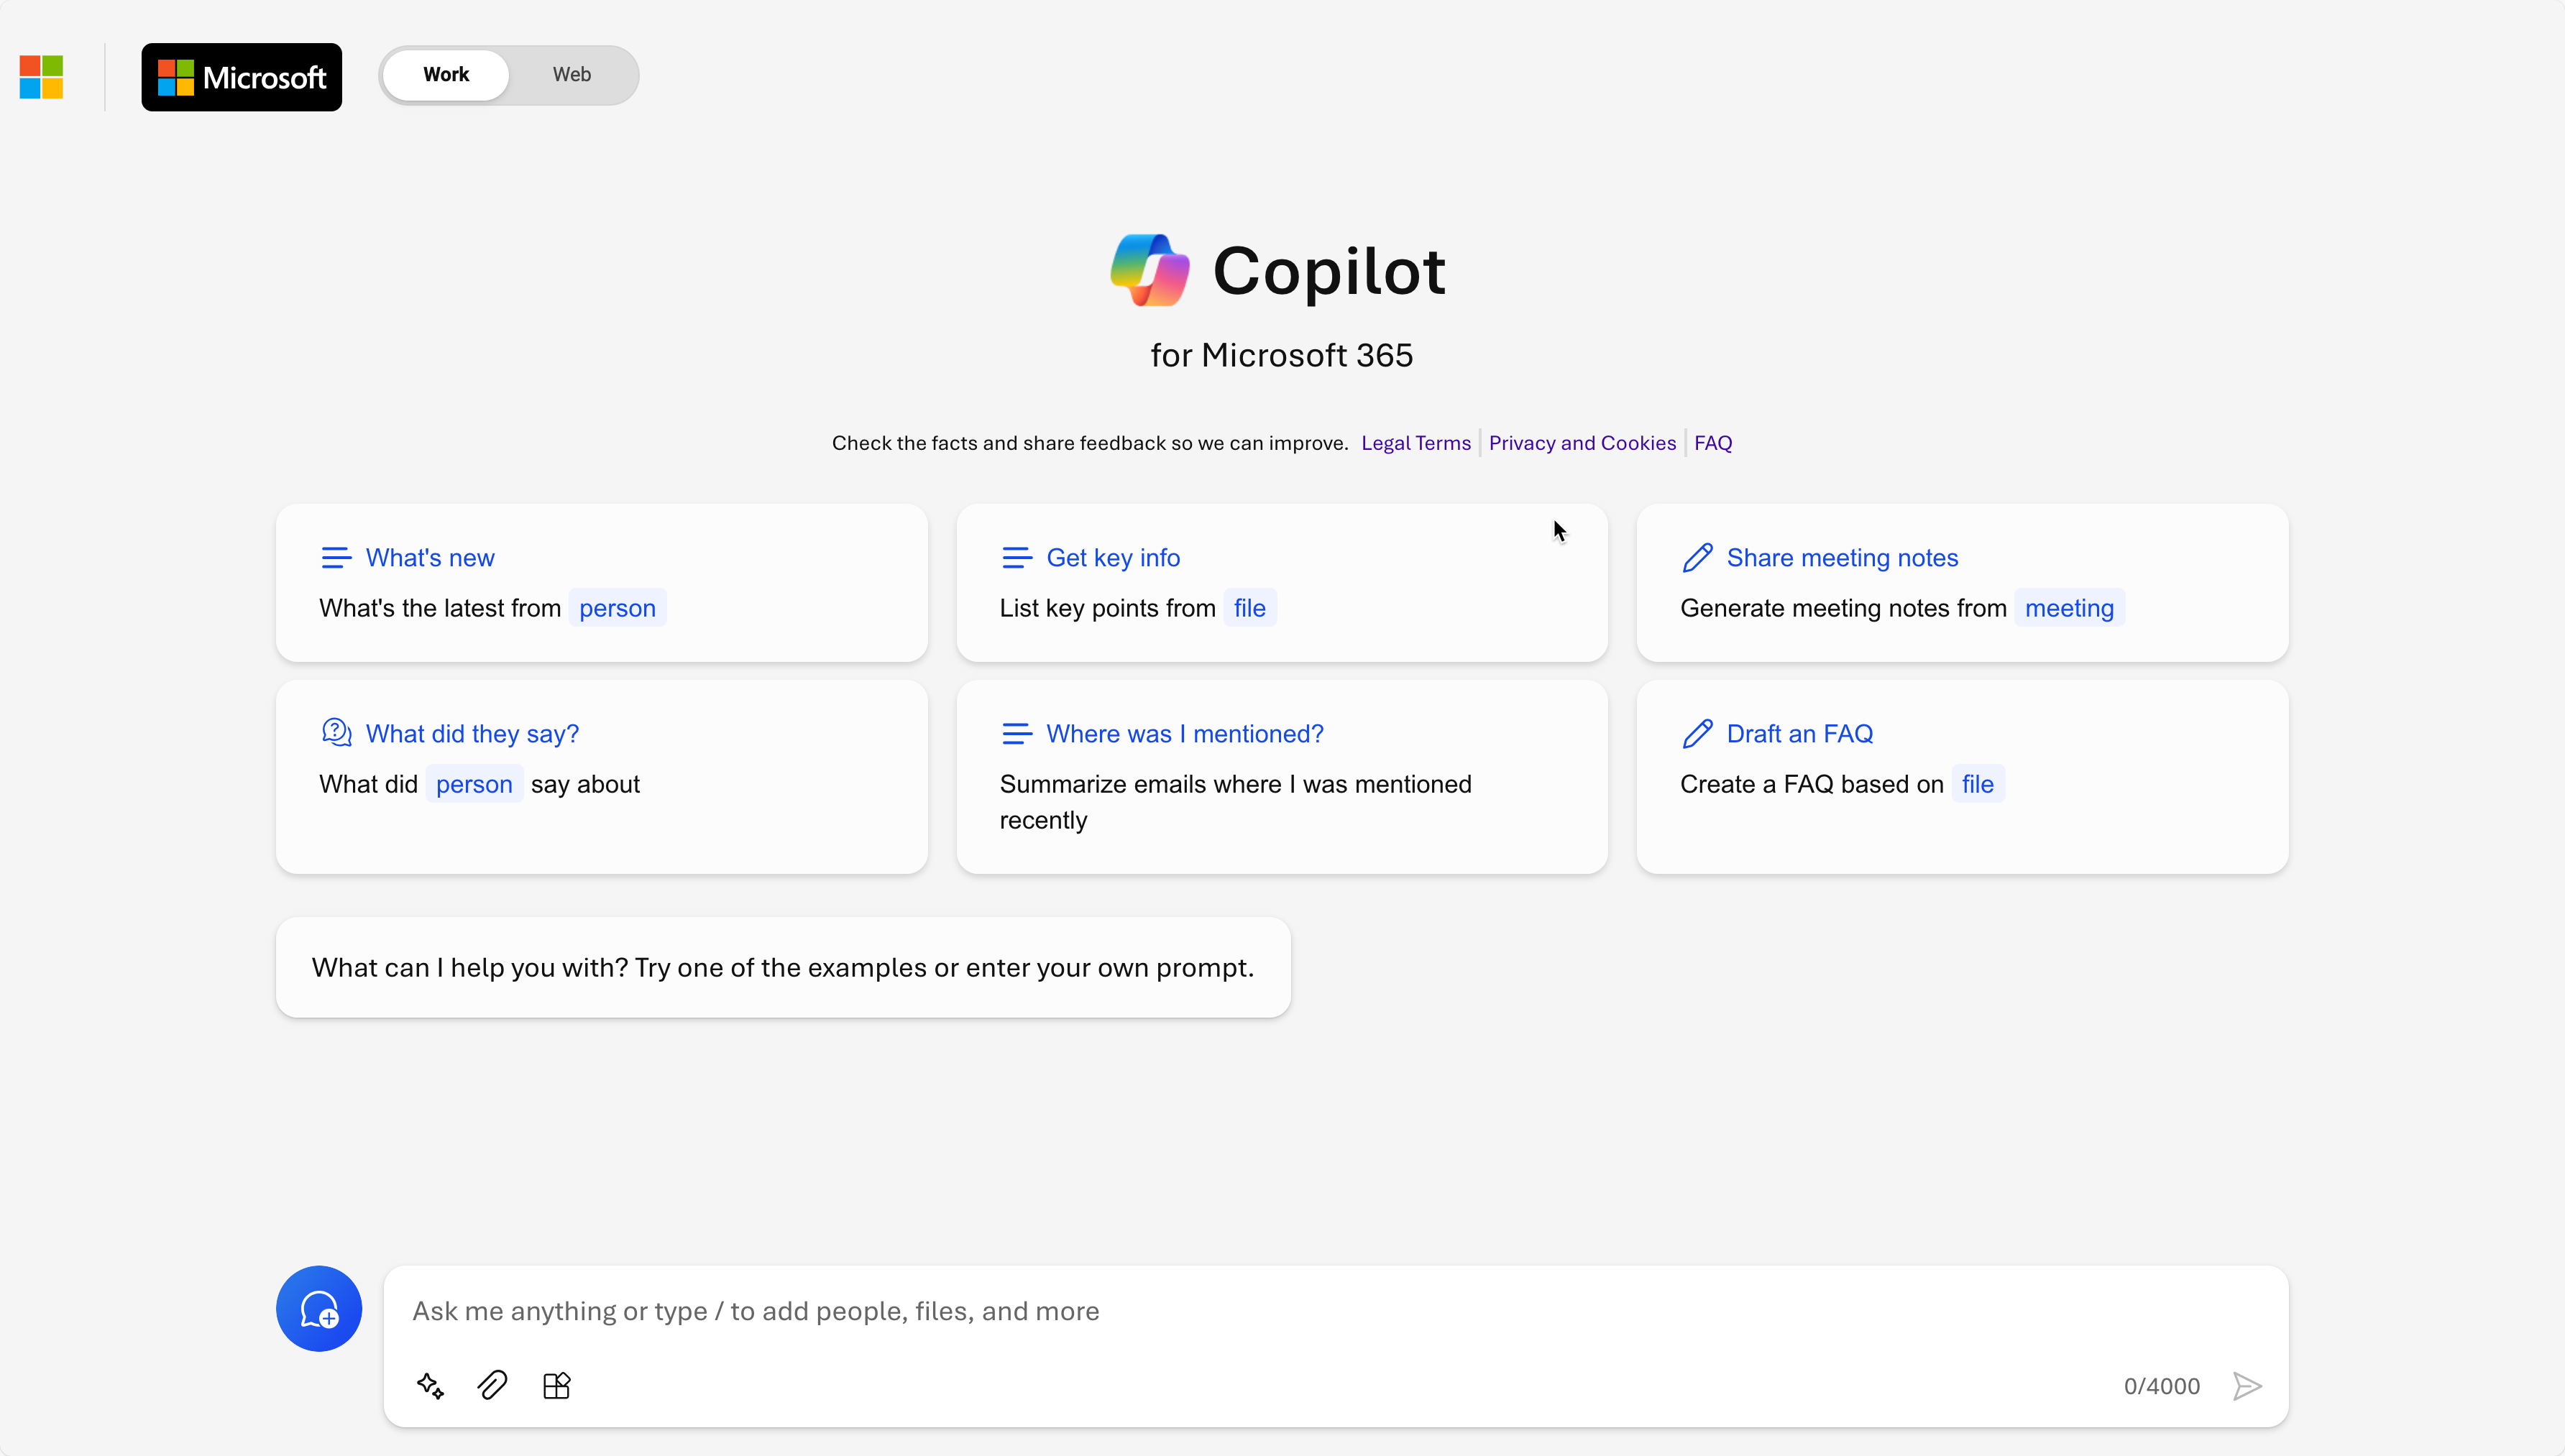 Microsoft
Work
Web
Copilot
for Microsoft 365
Check the facts and share feedback so we can improve. Legal Terms Privacy and Cookies FAQ
What's new
What's the latest from person
Get key info
List key points from file
Share meeting notes
Generate meeting notes from meeting
What did they say?
What did person say about
Where was I mentioned?
Summarize emails where I was mentioned
recently
Draft an FAQ
Create a FAQ based on file
What can I help you with? Try one of the examples or enter your own prompt.
Ask me anything or type / to add people, files, and more
0/4000